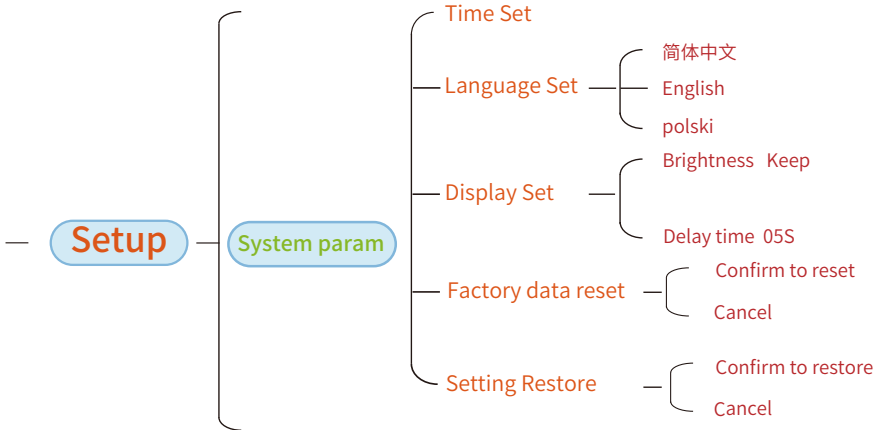 Setup
System param
Time Set
Language Set
简体中文
English
polski
Display Set
Brightness Keep
Delay time 05S
Factory data reset
Confirm to reset
Cancel
Setting Restore
Confirm to restore
Cancel